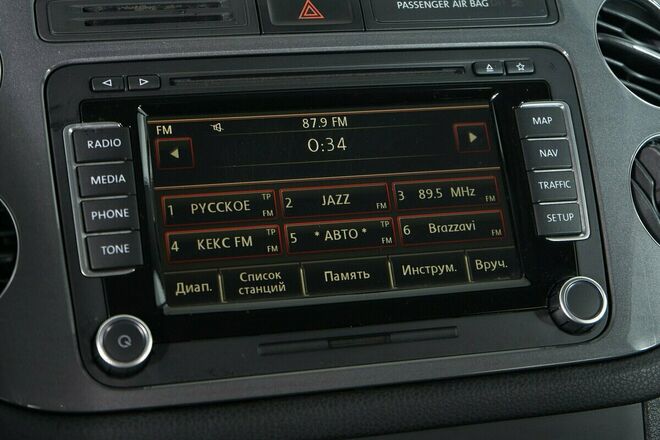 PASSENGER AIR BAG
FM
87.9 FM
0:34
RADIO
MEDIA
PHONE
TONE
MAP
NAV
TRAFFIC
SETUP
1 РУССКОЕ TP FM
2 JAZZ FM
3 89.5 MHz FM
4 КЕКС FM FM
5 * АВТО * TP FM
6 Brazzavi FM
Диап.
Список
станций
Память
Инструм.
Вруч.